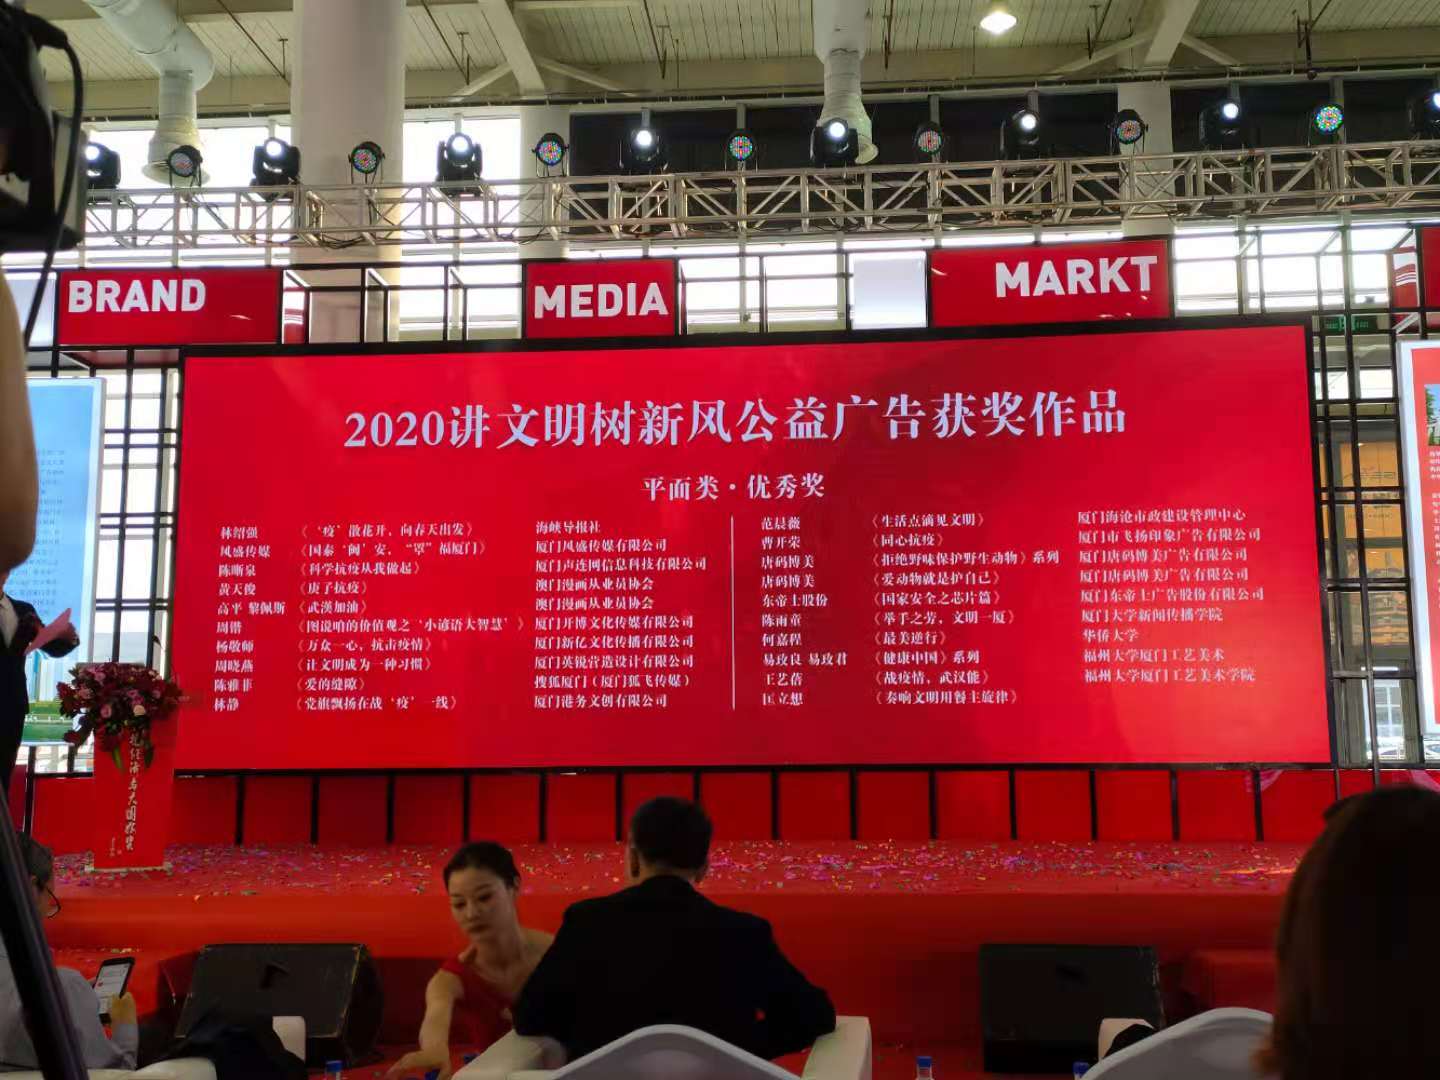 BRAND
MEDIA
MARKT
2020讲文明树新风公益广告获奖作品
平面类·优秀奖
林绍强 《‘疫’散花开，向春天出发》 海峡导报社
风盛传媒 《国泰“闽”安，“罩”福厦门》 厦门风盛传媒有限公司
陈晰泉 《科学抗疫从我做起》 厦门声连网信息科技有限公司
黄天俊 《庚子抗疫》 澳门漫画从业员协会
高平 黎佩斯 《武漢加油》 澳门漫画从业员协会
周锴 《图说咱的价值观之‘小谚语大智慧’》 厦门开博文化传媒有限公司
杨敬师 《万众一心，抗击疫情》 厦门新亿文化传播有限公司
周晓燕 《让文明成为一种习惯》 厦门英锐营造设计有限公司
陈雅菲 《爱的缝隙》 搜狐厦门（厦门狐飞传媒）
林静 《党旗飘扬在战‘疫’一线》 厦门港务文创有限公司
范晨薇 《生活点滴见文明》 厦门海沧市政建设管理中心
曹开荣 《同心抗疫》 厦门市飞扬印象广告有限公司
唐码博美 《拒绝野味保护野生动物》系列 厦门唐码博美广告有限公司
唐码博美 《爱动物就是护自己》 厦门唐码博美广告有限公司
东帝士股份 《国家安全之芯片篇》 厦门东帝士广告股份有限公司
陈雨童 《举手之劳，文明一厦》 厦门大学新闻传播学院
何嘉程 《最美逆行》 华侨大学
易玫良 易玫君 《健康中国》系列 福州大学厦门工艺美术
王艺蓓 《战疫情，武汉能》 福州大学厦门工艺美术学院
匡立想 《奏响文明用餐主旋律》